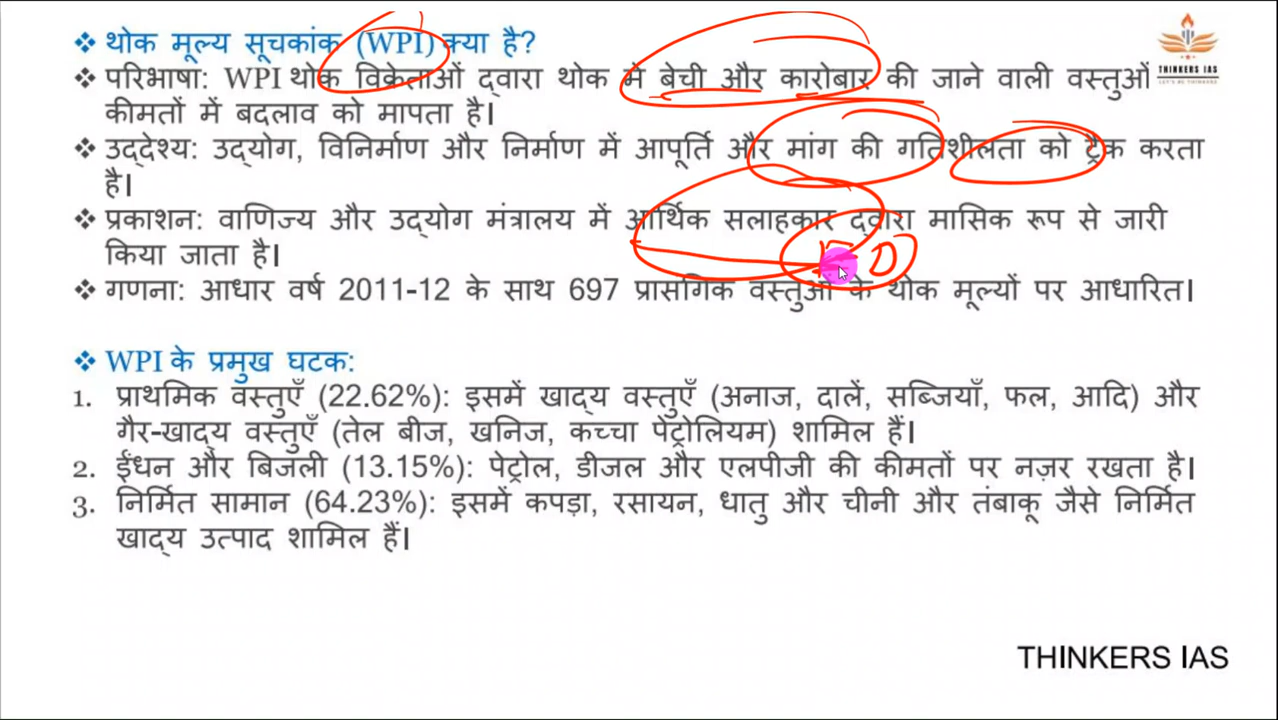 ❖ थोक मूल्य सूचकांक (WPI) क्या है?
❖ परिभाषा: WPI थोक विक्रेताओं द्वारा थोक में बेची और कारोबार की जाने वाली वस्तुओं
THINKERS IAS
LET'S BE THINKERS
कीमतों में बदलाव को मापता है।
❖ उद्देश्य: उद्योग, विनिर्माण और निर्माण में आपूर्ति और मांग की गतिशीलता को ट्रैक करता
है।
❖ प्रकाशन: वाणिज्य और उद्योग मंत्रालय में आर्थिक सलाहकार द्वारा मासिक रूप से जारी
किया जाता है।
D
❖ गणना: आधार वर्ष 2011-12 के साथ 697 प्रासंगिक वस्तुओं के थोक मूल्यों पर आधारित।
❖ WPI के प्रमुख घटक:
1. प्राथमिक वस्तुएँ (22.62%): इसमें खाद्य वस्तुएँ (अनाज, दालें, सब्जियाँ, फल, आदि) और
गैर-खाद्य वस्तुएँ (तेल बीज, खनिज, कच्चा पेट्रोलियम) शामिल हैं।
2. ईंधन और बिजली (13.15%): पेट्रोल, डीजल और एलपीजी की कीमतों पर नज़र रखता है।
3. निर्मित सामान (64.23%): इसमें कपड़ा, रसायन, धातु और चीनी और तंबाकू जैसे निर्मित
खाद्य उत्पाद शामिल हैं।
THINKERS IAS